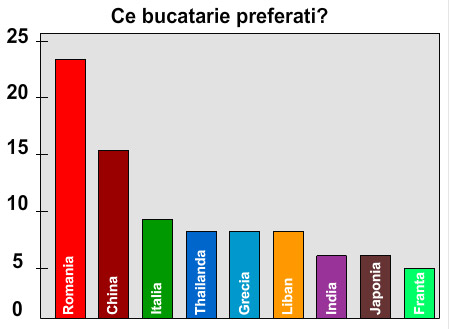 Ce bucatarie preferati?
25
20
15
10
5
0
Romania
China
Italia
Thailanda
Grecia
Liban
India
Japonia
Franta